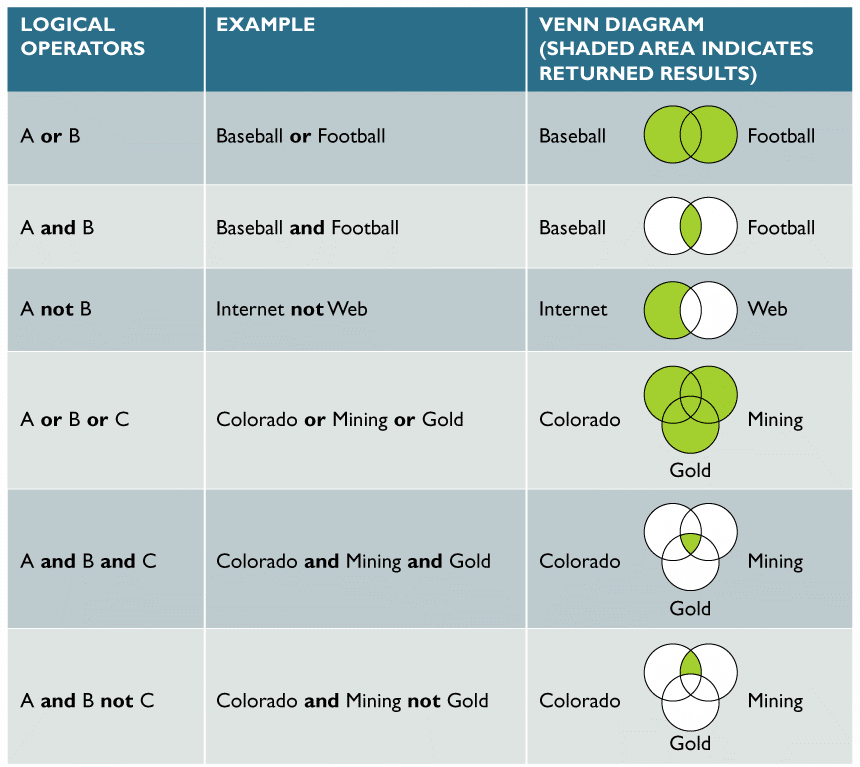 LOGICAL
OPERATORS
EXAMPLE
VENN DIAGRAM
(SHADED AREA INDICATES
RETURNED RESULTS)
A or B
Baseball or Football
Baseball
Football
A and B
Baseball and Football
Baseball
Football
A not B
Internet not Web
Internet
Web
A or B or C
Colorado or Mining or Gold
Colorado
Mining
Gold
A and B and C
Colorado and Mining and Gold
Colorado
Mining
Gold
A and B not C
Colorado and Mining not Gold
Colorado
Mining
Gold